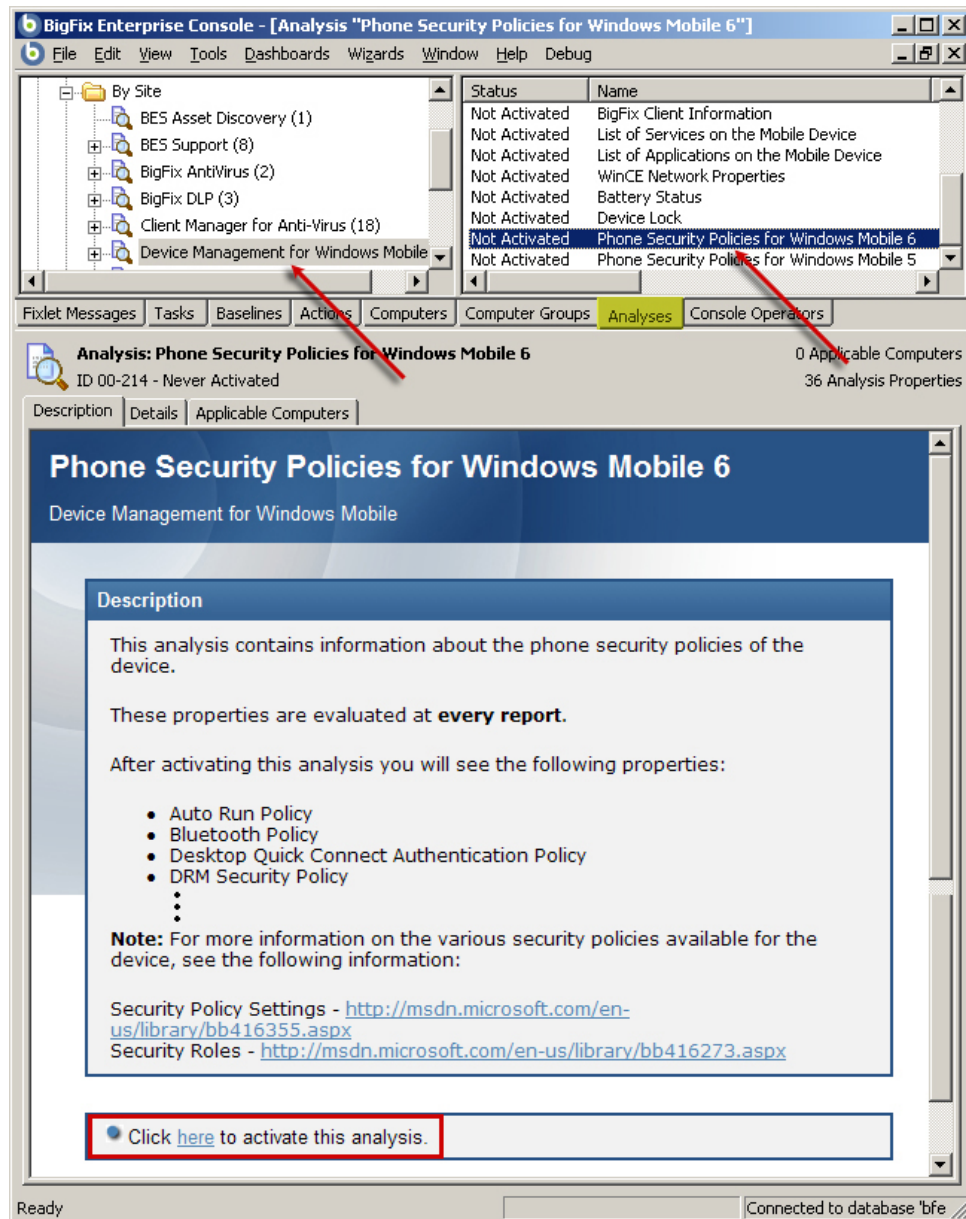 BigFix Enterprise Console - [Analysis "Phone Security Policies for Windows Mobile 6"]
File Edit View Tools Dashboards Wizards Window Help Debug
By Site
BES Asset Discovery (1)
BES Support (8)
BigFix AntiVirus (2)
BigFix DLP (3)
Client Manager for Anti-Virus (18)
Device Management for Windows Mobile
Status Name
Not Activated BigFix Client Information
Not Activated List of Services on the Mobile Device
Not Activated List of Applications on the Mobile Device
Not Activated WinCE Network Properties
Not Activated Battery Status
Not Activated Device Lock
Not Activated Phone Security Policies for Windows Mobile 6
Not Activated Phone Security Policies for Windows Mobile 5
Fixlet Messages Tasks Baselines Actions Computers Computer Groups Analyses Console Operators
Analysis: Phone Security Policies for Windows Mobile 6 0 Applicable Computers
ID 00-214 - Never Activated 36 Analysis Properties
Description Details Applicable Computers
Phone Security Policies for Windows Mobile 6
Device Management for Windows Mobile
Description
This analysis contains information about the phone security policies of the
device.
These properties are evaluated at every report.
After activating this analysis you will see the following properties:
• Auto Run Policy
• Bluetooth Policy
• Desktop Quick Connect Authentication Policy
• DRM Security Policy
Note: For more information on the various security policies available for the
device, see the following information:
Security Policy Settings - http://msdn.microsoft.com/en-
us/library/bb416355.aspx
Security Roles - http://msdn.microsoft.com/en-us/library/bb416273.aspx
Click here to activate this analysis.
Ready Connected to database 'bfe